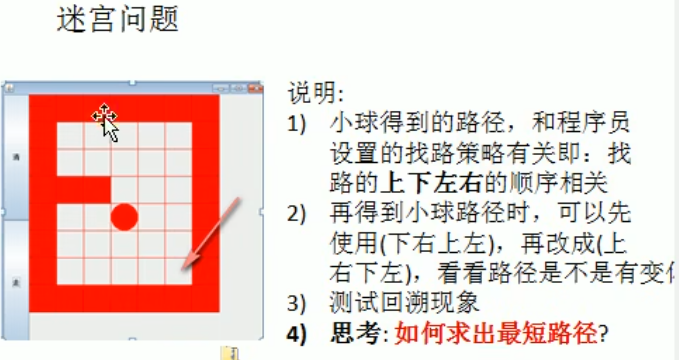 迷宫问题
说明:
1) 小球得到的路径，和程序员
设置的找路策略有关即：找
路的上下左右的顺序相关
2) 再得到小球路径时，可以先
使用(下右上左)，再改成(上
右下左)，看看路径是不是有变
3) 测试回溯现象
4) 思考: 如何求出最短路径?